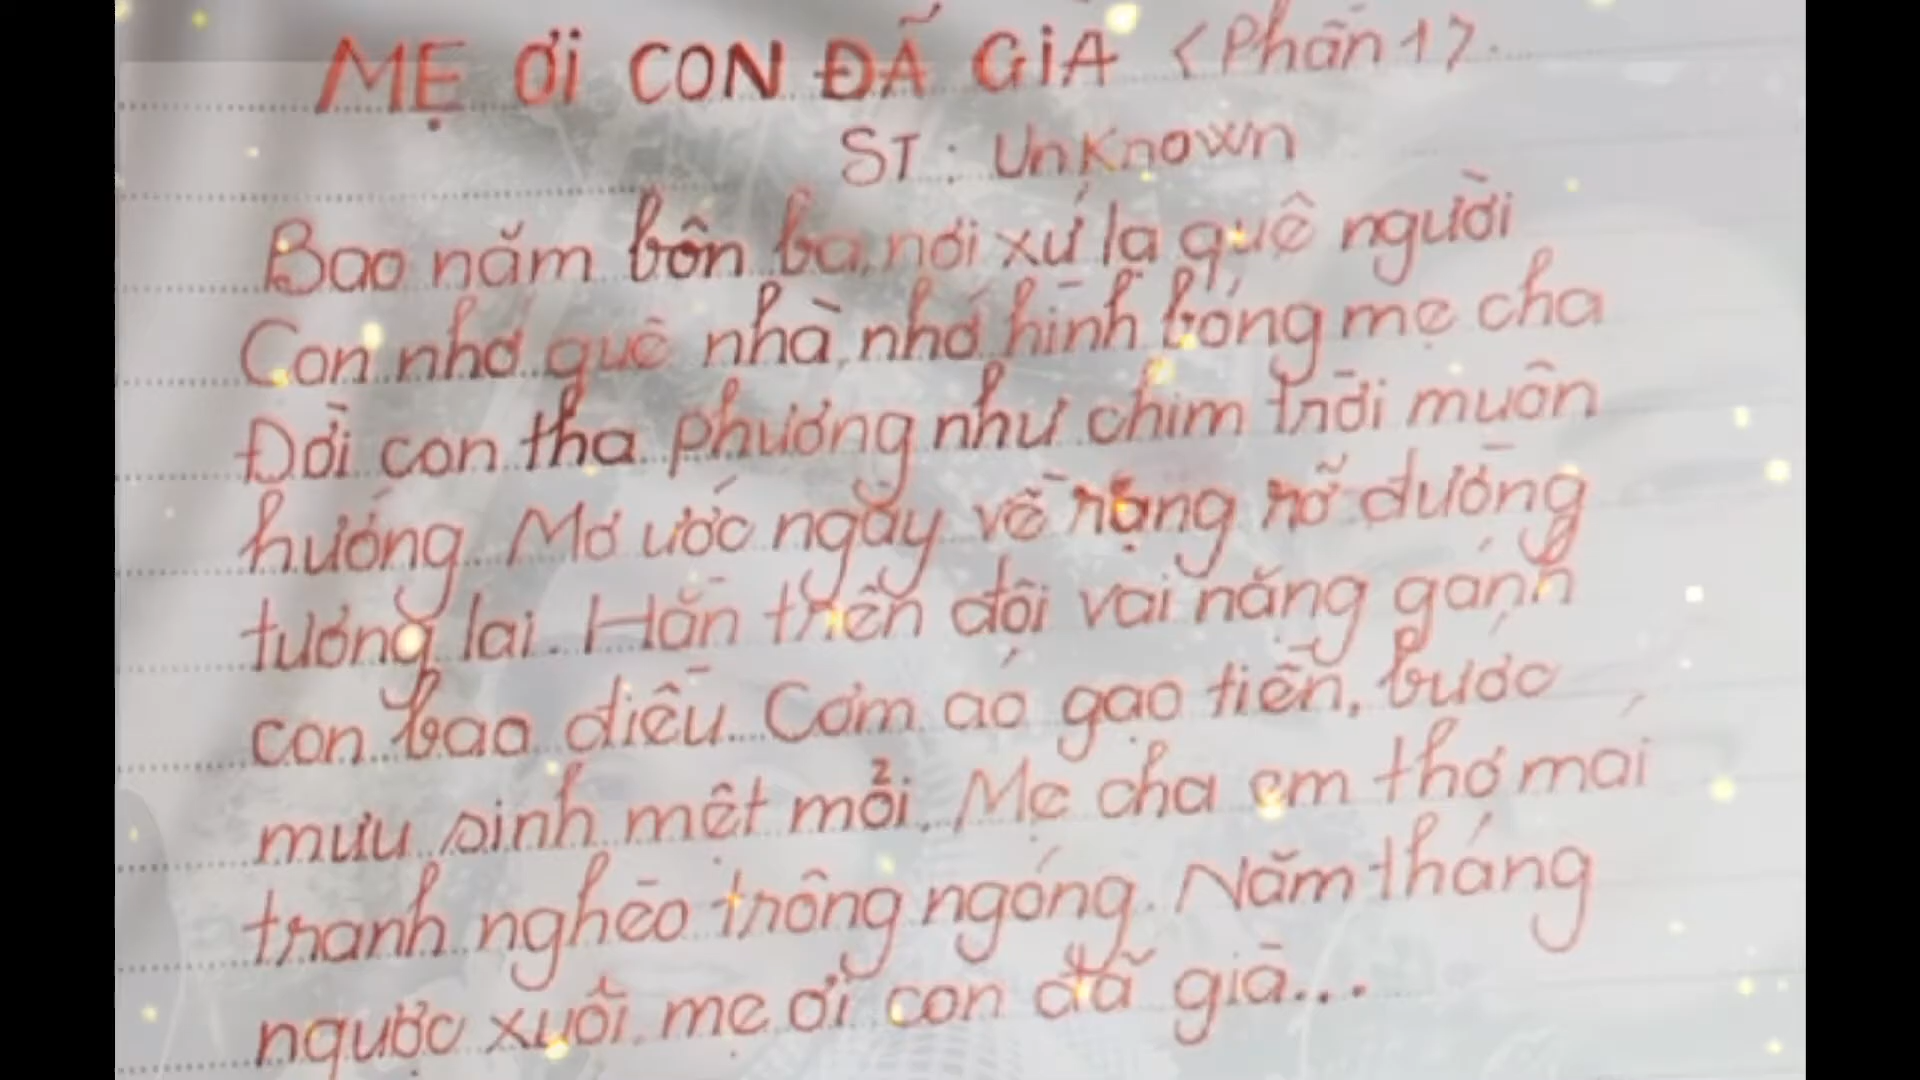 MẸ ƠI CON ĐÃ GIÀ <Phần 1>.
ST: UnKnown
Bao năm bôn ba, nơi xứ lạ quê người
Con nhớ quê nhà, nhớ hình bóng mẹ cha
Đời con tha phương như chim trời muôn
hướng. Mơ ước ngày về rạng rỡ đường
tương lai. Hằn trên đôi vai nặng gánh
con bao điều. Cơm áo gạo tiền, bước
mưu sinh mệt mỏi. Mẹ cha em thơ mái
tranh nghèo trông ngóng. Năm tháng
ngược xuôi, mẹ ơi con đã già...